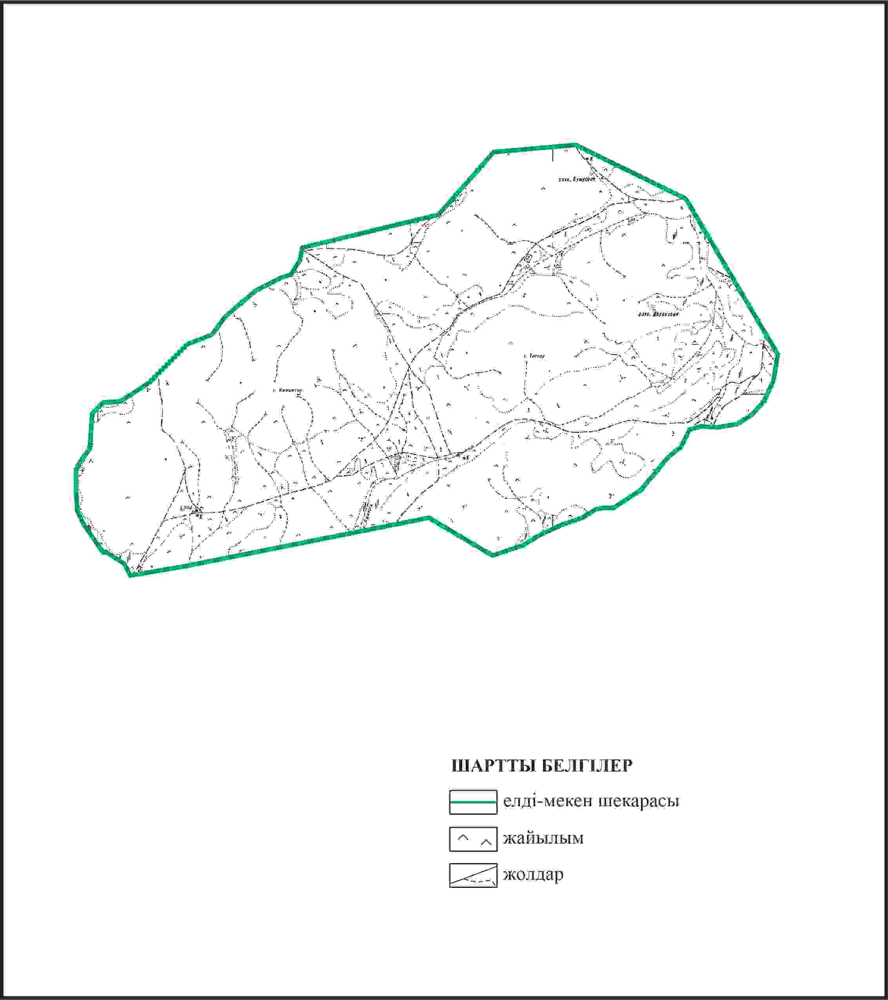 г.
г.
ШАРТТЫ БЕЛГІЛЕР
елді-мекен шекарасы
жайылым
жолдар